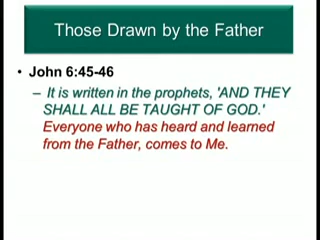 Those Drawn by the Father
• John 6:45-46
– It is written in the prophets, 'AND THEY
SHALL ALL BE TAUGHT OF GOD.'
Everyone who has heard and learned
from the Father, comes to Me.